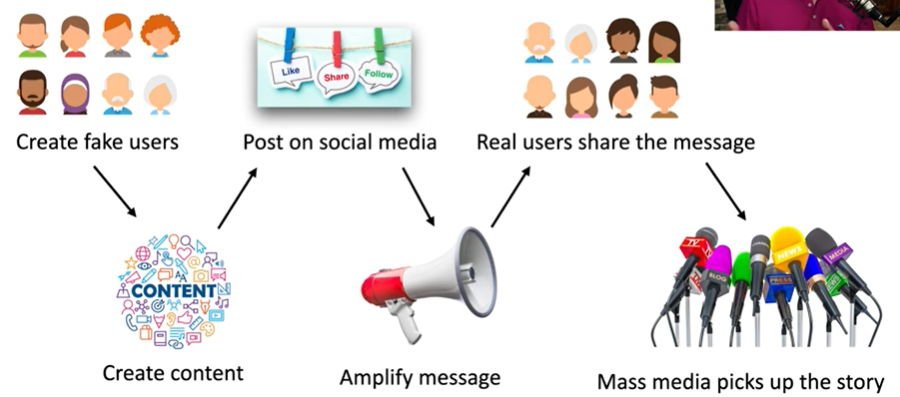 Like
Share
Follow
Create fake users
Post on social media
Real users share the message
CONTENT
TV
BLOG
NEWS
PRESS
MEDIA
Create content
Amplify message
Mass media picks up the story